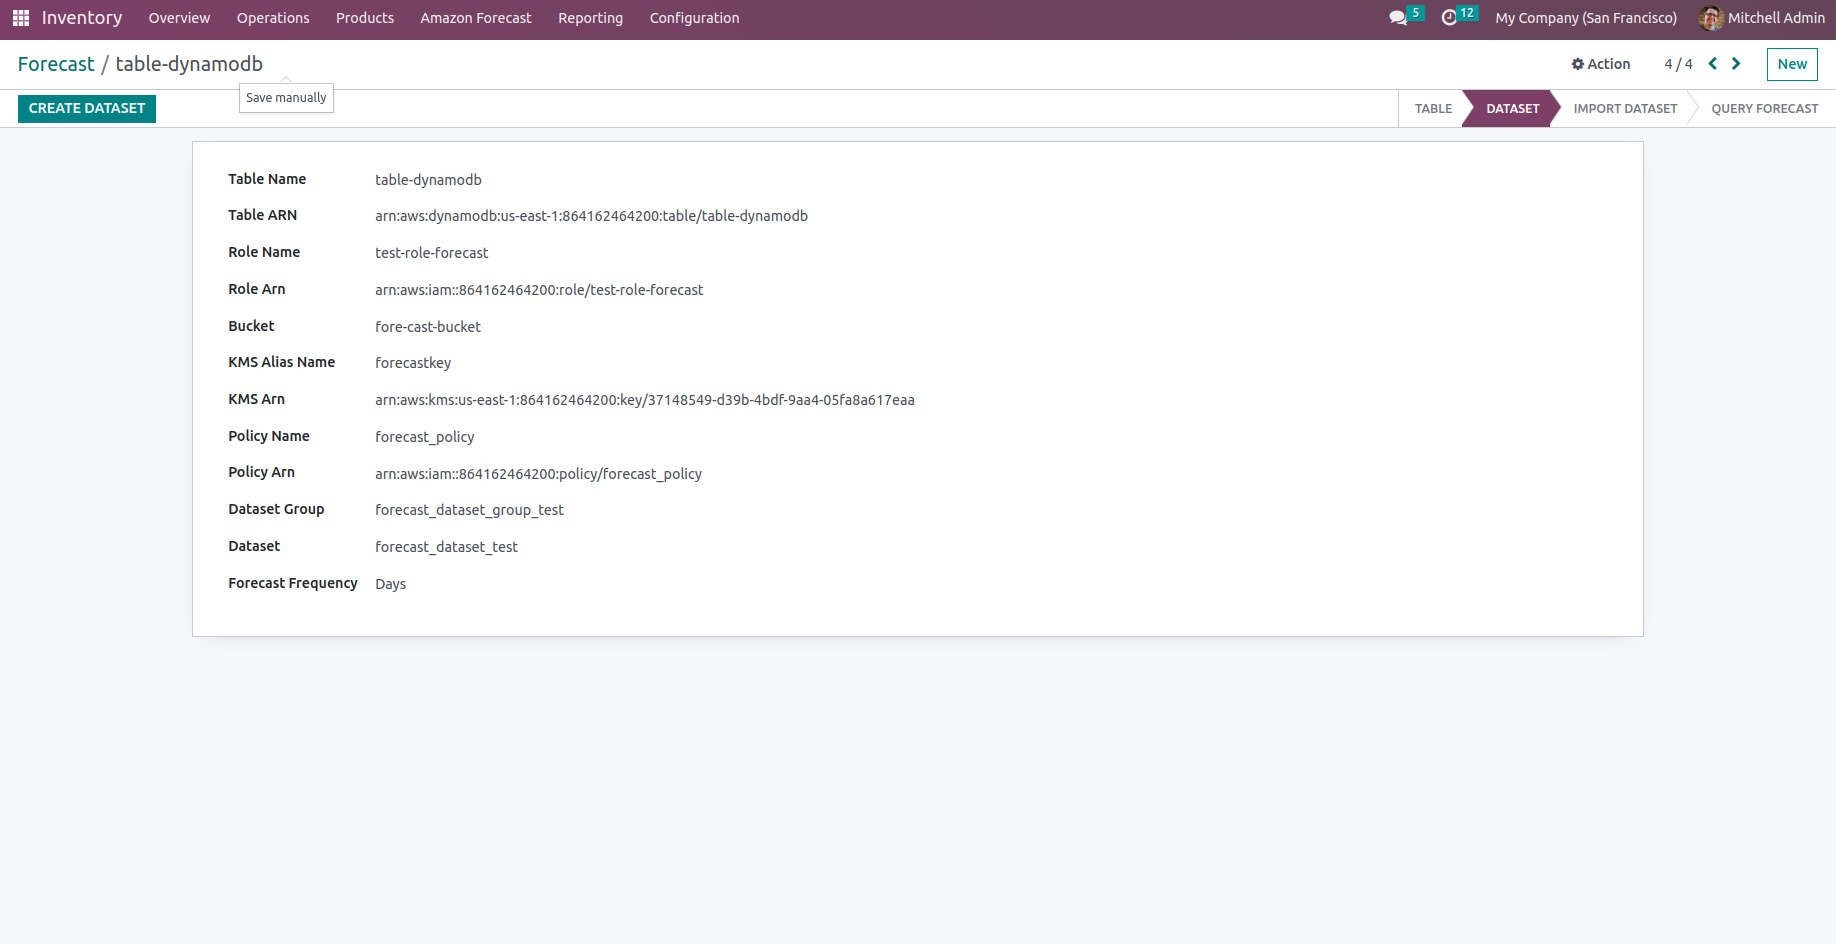 Inventory Overview Operations Products Amazon Forecast Reporting Configuration 5 12 My Company (San Francisco) Mitchell Admin
Forecast / table-dynamodb Action 4 / 4 New
Save manually
CREATE DATASET TABLE DATASET IMPORT DATASET QUERY FORECAST
Table Name table-dynamodb
Table ARN arn:aws:dynamodb:us-east-1:864162464200:table/table-dynamodb
Role Name test-role-forecast
Role Arn arn:aws:iam::864162464200:role/test-role-forecast
Bucket fore-cast-bucket
KMS Alias Name forecastkey
KMS Arn arn:aws:kms:us-east-1:864162464200:key/37148549-d39b-4bdf-9aa4-05fa8a617eaa
Policy Name forecast_policy
Policy Arn arn:aws:iam::864162464200:policy/forecast_policy
Dataset Group forecast_dataset_group_test
Dataset forecast_dataset_test
Forecast Frequency Days